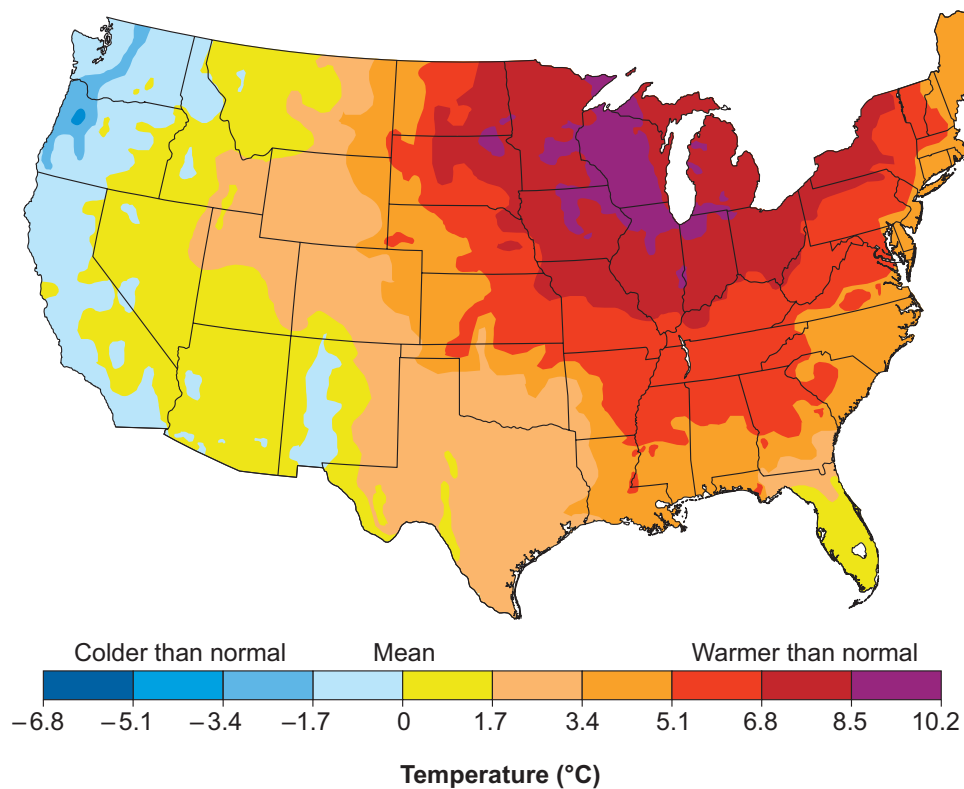 Colder than normal Mean Warmer than normal
−6.8 −5.1 −3.4 −1.7 0 1.7 3.4 5.1 6.8 8.5 10.2
Temperature (°C)